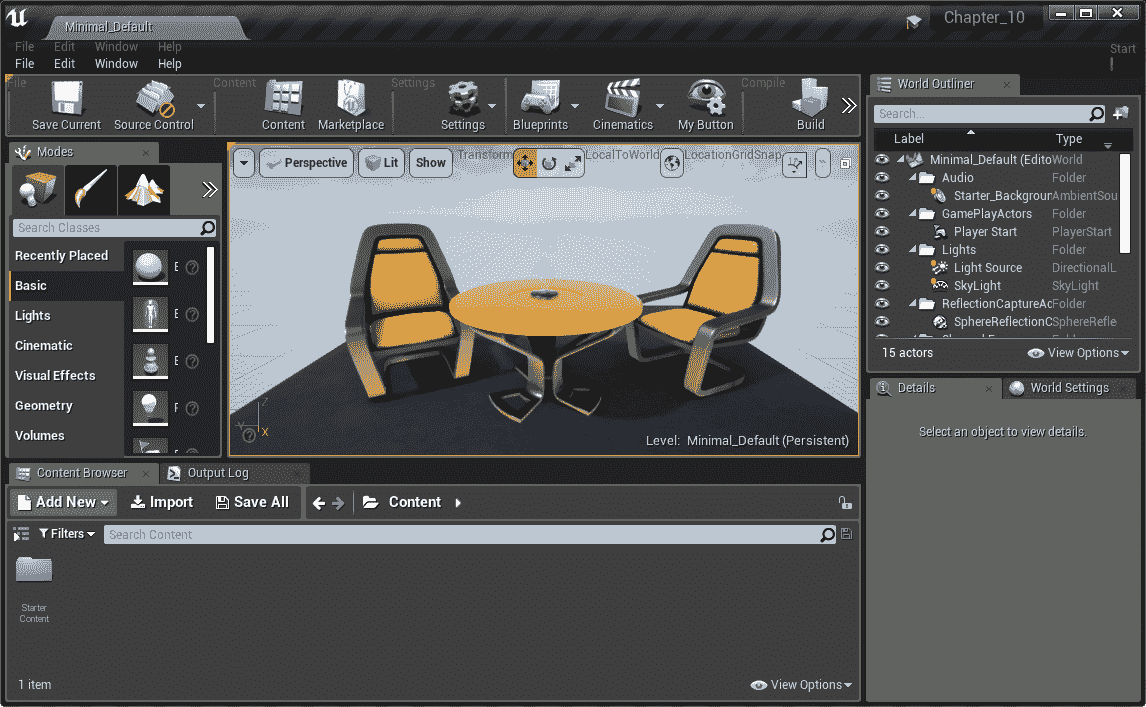 Minimal_Default
Chapter_10
File Edit Window Help
File Edit Window Help
Start
File
Content
Settings
Compile
Save Current
Source Control
Content
Marketplace
Settings
Blueprints
Cinematics
My Button
Build
Modes
Search Classes
Recently Placed
Basic
Lights
Cinematic
Visual Effects
Geometry
Volumes
E
E
E
F
Perspective
Lit
Show
Transform
LocalToWorld
LocationGridSnap
X
Level: Minimal_Default (Persistent)
World Outliner
Search...
Label Type
Minimal_Default (Edito World
Audio Folder
Starter_Backgroun AmbientSou
GamePlayActors Folder
Player Start PlayerStart
Lights Folder
Light Source DirectionalL
SkyLight SkyLight
ReflectionCaptureAc Folder
SphereReflectionC SphereRefle
15 actors
View Options
Details
World Settings
Select an object to view details.
Content Browser
Output Log
Add New
Import
Save All
Content
Filters
Search Content
Starter
Content
1 item
View Options